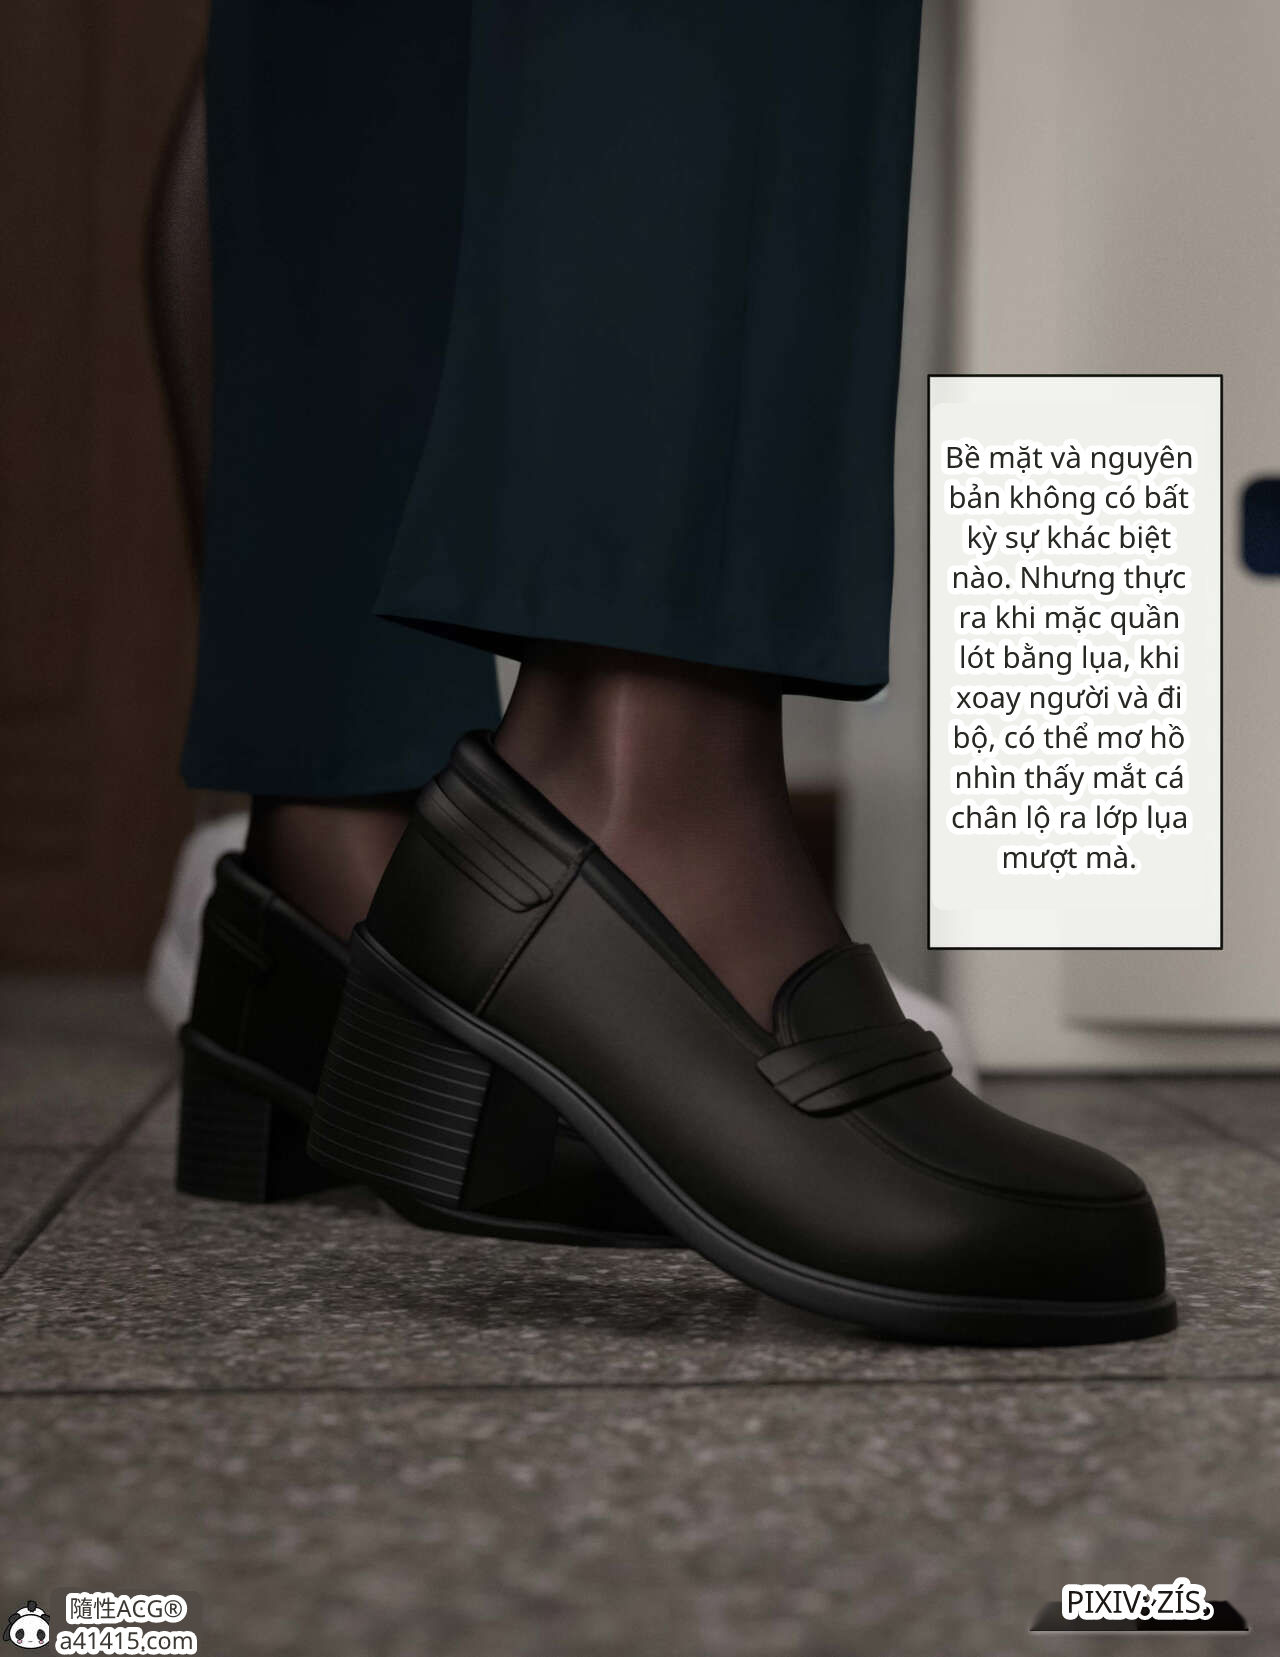 Bề mặt và nguyên
bản không có bất
kỳ sự khác biệt
nào. Nhưng thực
ra khi mặc quần
lót bằng lụa, khi
xoay người và đi
bộ, có thể mơ hồ
nhìn thấy mắt cá
chân lộ ra lớp lụa
mượt mà.
隨性ACG®
a41415.com
PIXIV: ZÍS.